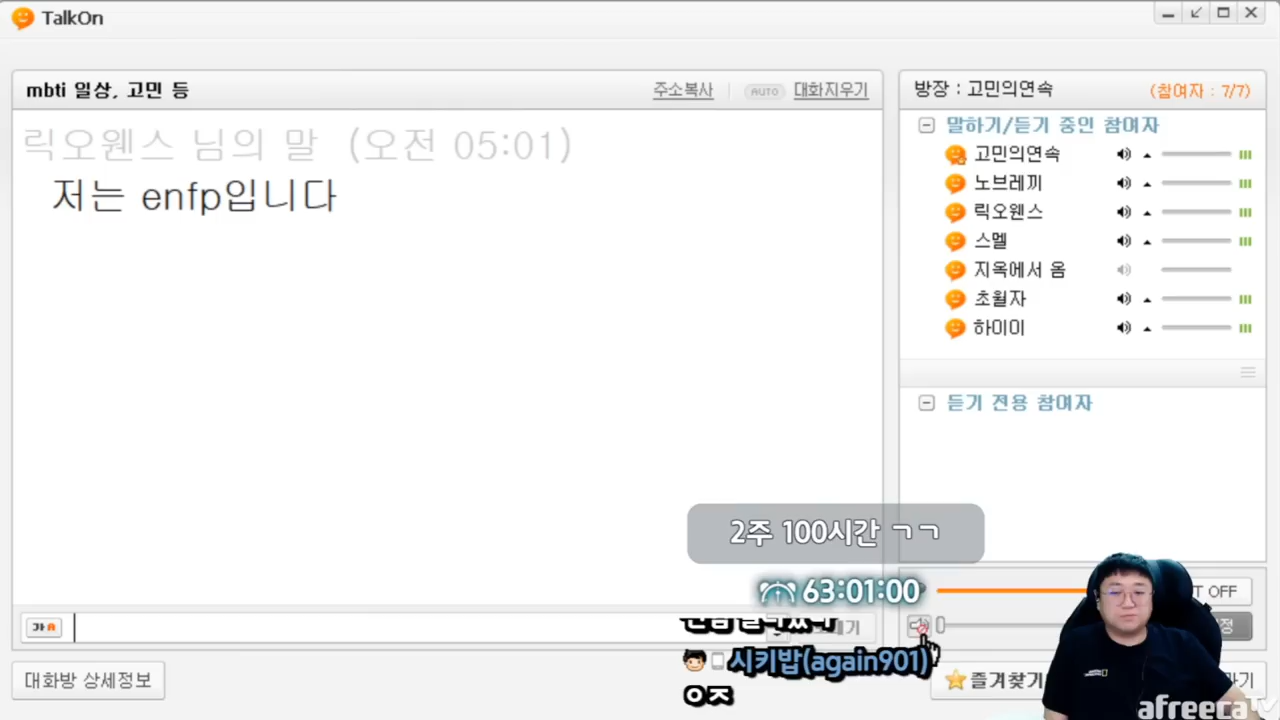 TalkOn
mbti 일상, 고민 등
주소복사
AUTO
대화지우기
릭오웬스 님의 말 (오전 05:01)
저는 enfp입니다
방장 : 고민의연속
(참여자 : 7/7)
말하기/듣기 중인 참여자
고민의연속
노브레끼
릭오웬스
스멜
지옥에서 옴
초월자
하이이
듣기 전용 참여자
2주 100시간 ㄱㄱ
63:01:00
OFF
가가
시키밥(again901)
ㅇㅈ
대화방 상세정보
즐겨찾기
afreecaTV